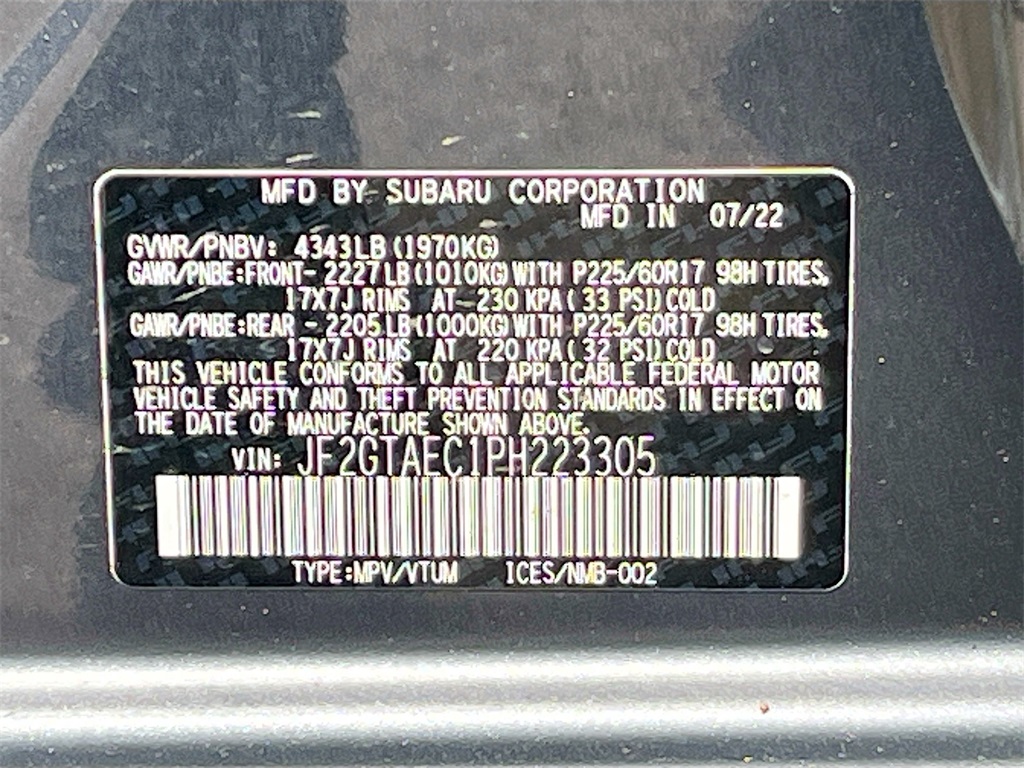 MFD BY SUBARU CORPORATION
MFD IN 07/22
GVWR/PNBV: 4343LB (1970KG)
GAWR/PNBE:FRONT- 2227LB(1010KG)WITH P225/60R17 98H TIRES,
17X7J RIMS AT 230 KPA( 33 PSI)COLD
GAWR/PNBE:REAR - 2205LB(1000KG)WITH P225/60R17 98H TIRES,
17X7J RIMS AT 220 KPA( 32 PSI)COLD
THIS VEHICLE CONFORMS TO ALL APPLICABLE FEDERAL MOTOR
VEHICLE SAFETY AND THEFT PREVENTION STANDARDS IN EFFECT ON
THE DATE OF MANUFACTURE SHOWN ABOVE.
VIN: JF2GTAEC1PH223305
TYPE:MPV/VTUM ICES/NMB-002